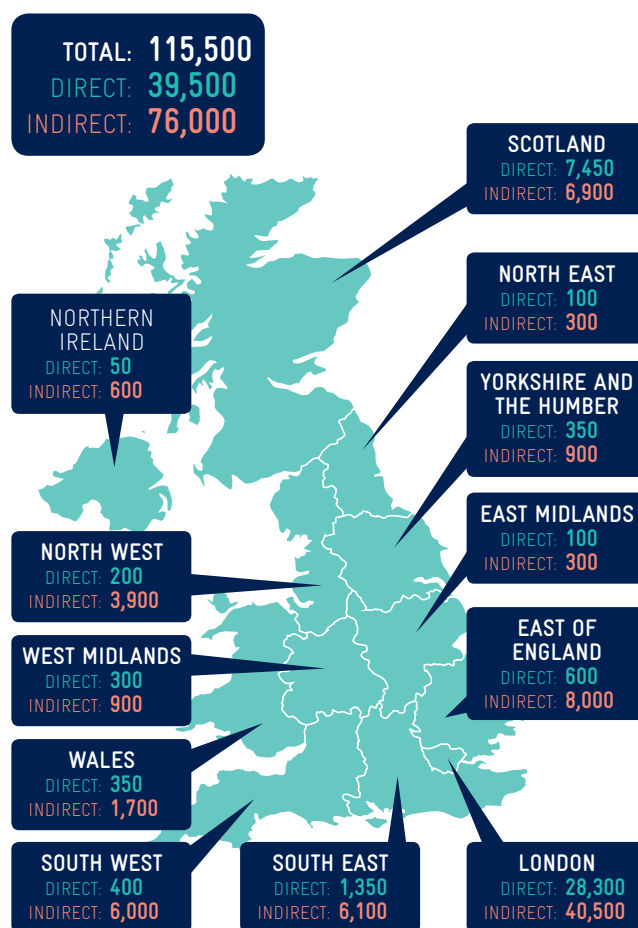 TOTAL: 115,500
DIRECT: 39,500
INDIRECT: 76,000
SCOTLAND
DIRECT: 7,450
INDIRECT: 6,900
NORTH EAST
DIRECT: 100
INDIRECT: 300
NORTHERN
IRELAND
DIRECT: 50
INDIRECT: 600
YORKSHIRE AND
THE HUMBER
DIRECT: 350
INDIRECT: 900
EAST MIDLANDS
DIRECT: 100
INDIRECT: 300
NORTH WEST
DIRECT: 200
INDIRECT: 3,900
EAST OF
ENGLAND
DIRECT: 600
INDIRECT: 8,000
WEST MIDLANDS
DIRECT: 300
INDIRECT: 900
WALES
DIRECT: 350
INDIRECT: 1,700
SOUTH WEST
DIRECT: 400
INDIRECT: 6,000
SOUTH EAST
DIRECT: 1,350
INDIRECT: 6,100
LONDON
DIRECT: 28,300
INDIRECT: 40,500